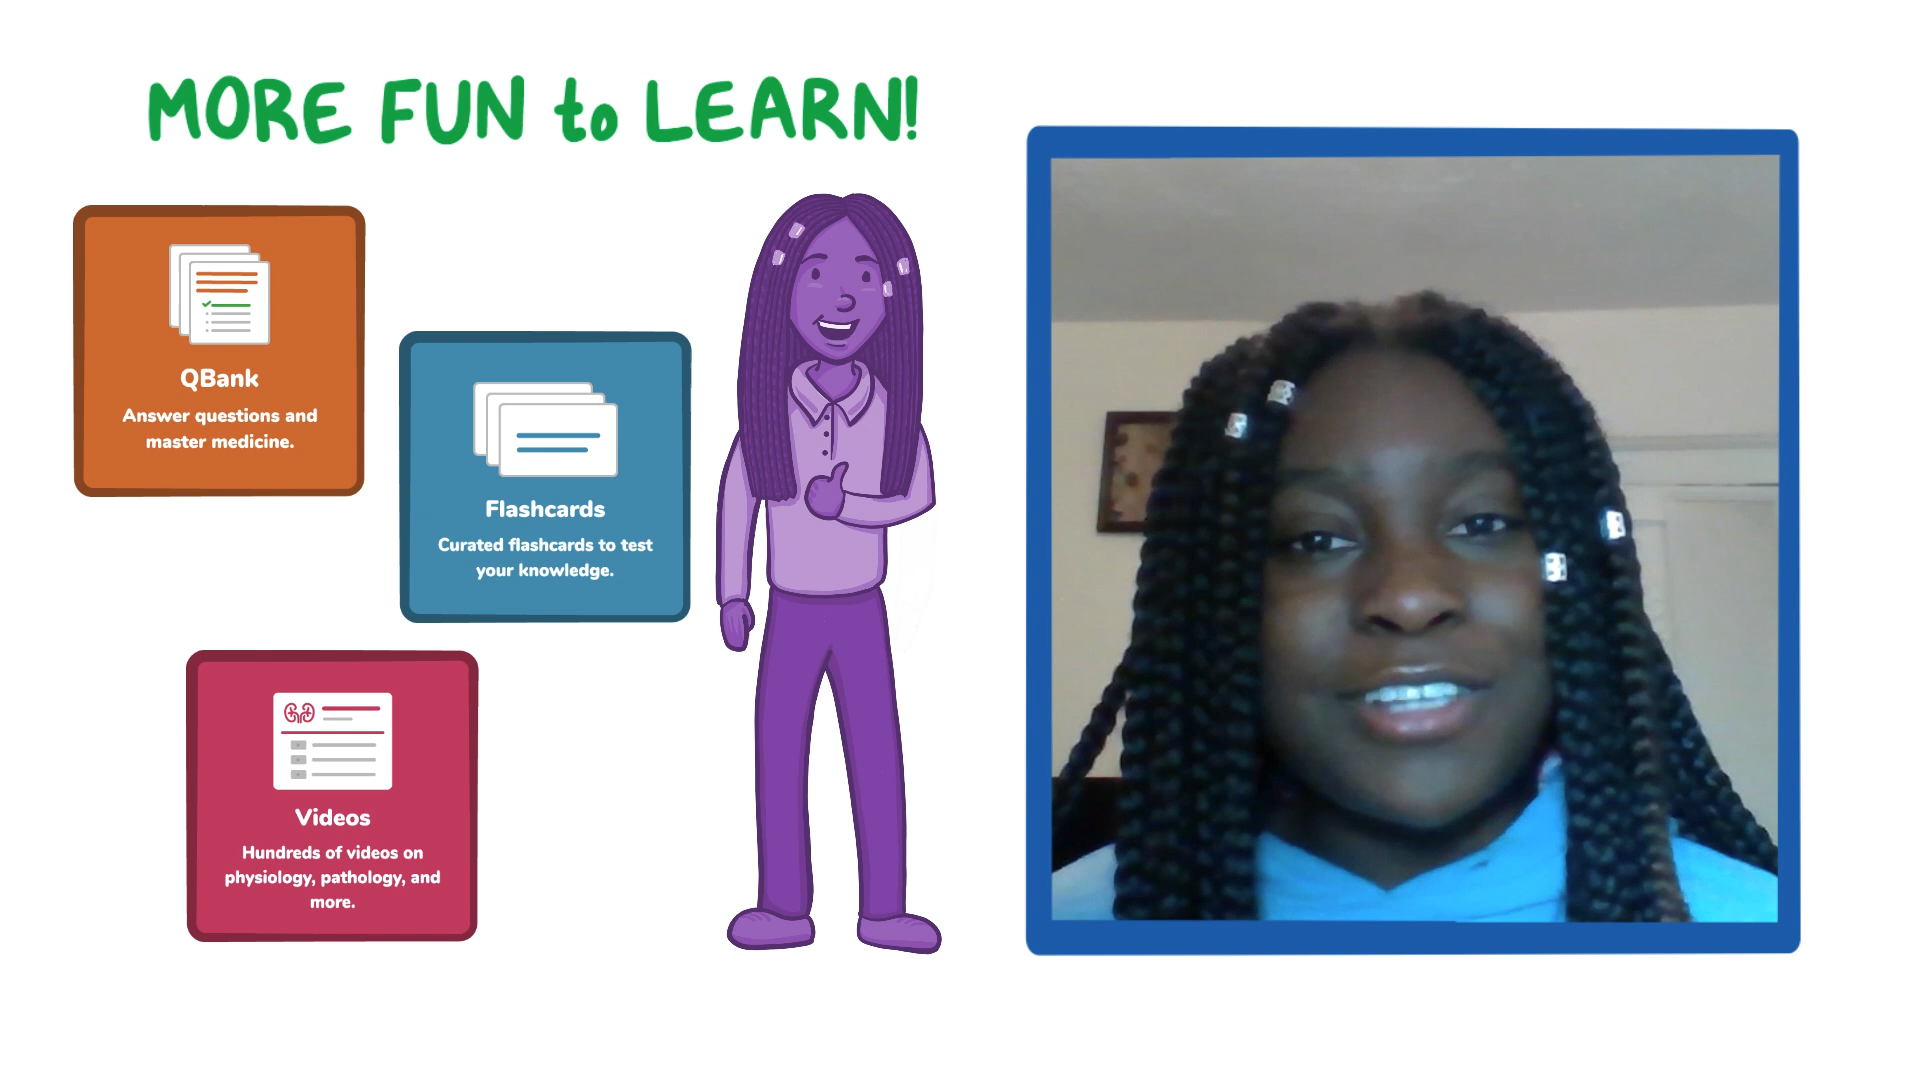 MORE FUN to LEARN!
QBank
Answer questions and
master medicine.
Flashcards
Curated flashcards to test
your knowledge.
Videos
Hundreds of videos on
physiology, pathology, and
more.